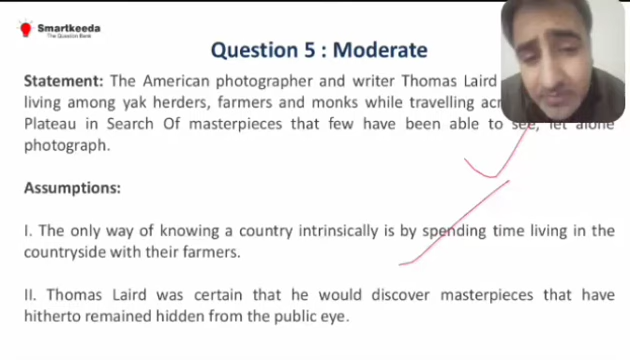 Smartkeeda
The Question Bank
Question 5 : Moderate
Statement: The American photographer and writer Thomas Laird
living among yak herders, farmers and monks while travelling
Plateau in Search Of masterpieces that few have been able to see, let alone
photograph.
Assumptions:
I. The only way of knowing a country intrinsically is by spending time living in the
countryside with their farmers.
II. Thomas Laird was certain that he would discover masterpieces that have
hitherto remained hidden from the public eye.